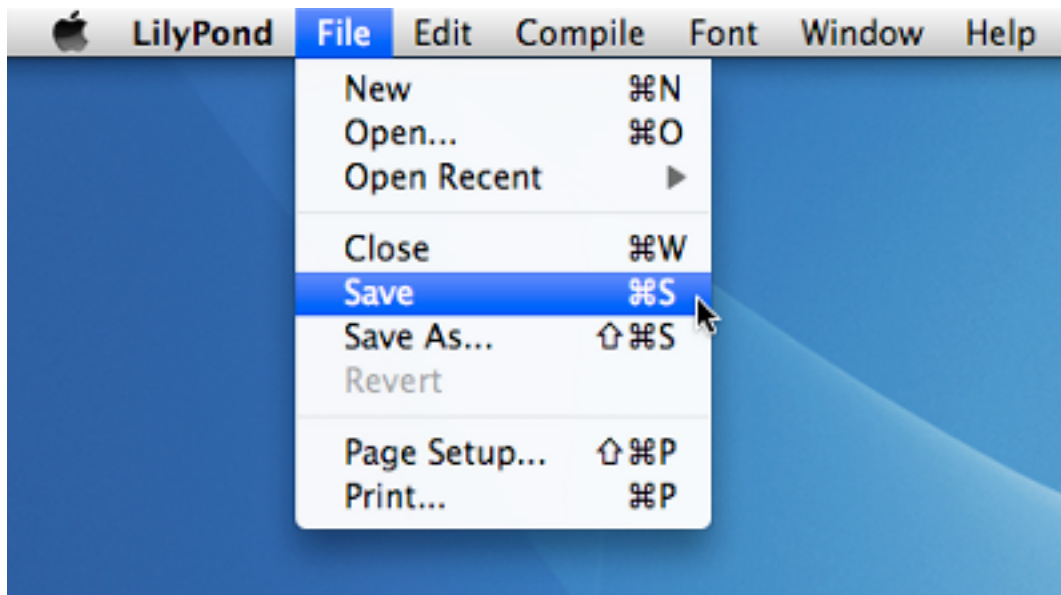 LilyPond File Edit Compile Font Window Help
New ⌘N
Open... ⌘O
Open Recent ▶
Close ⌘W
Save ⌘S
Save As... ⇧⌘S
Revert
Page Setup... ⇧⌘P
Print... ⌘P